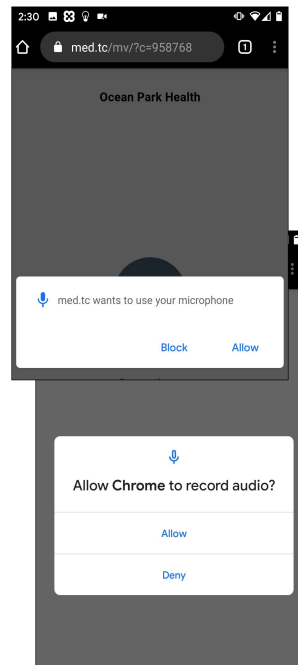 2:30
med.tc/mv/?c=958768
1
Ocean Park Health
med.tc wants to use your microphone
Block Allow
Allow Chrome to record audio?
Allow
Deny